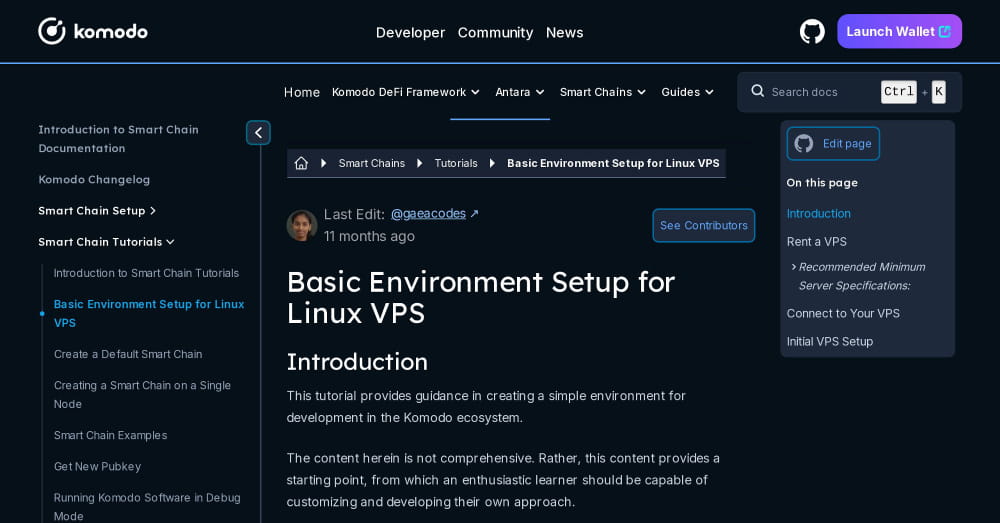 komodo
Developer Community News
Launch Wallet
Home Komodo DeFi Framework Antara Smart Chains Guides
Search docs Ctrl + K
Introduction to Smart Chain
Documentation
Komodo Changelog
Smart Chain Setup
Smart Chain Tutorials
Introduction to Smart Chain Tutorials
Basic Environment Setup for Linux
VPS
Create a Default Smart Chain
Creating a Smart Chain on a Single
Node
Smart Chain Examples
Get New Pubkey
Running Komodo Software in Debug
Mode
Smart Chains Tutorials Basic Environment Setup for Linux VPS
Last Edit: @gaeacodes ↗
11 months ago
See Contributors
Basic Environment Setup for
Linux VPS
Introduction
This tutorial provides guidance in creating a simple environment for
development in the Komodo ecosystem.
The content herein is not comprehensive. Rather, this content provides a
starting point, from which an enthusiastic learner should be capable of
customizing and developing their own approach.
Edit page
On this page
Introduction
Rent a VPS
Recommended Minimum
Server Specifications:
Connect to Your VPS
Initial VPS Setup